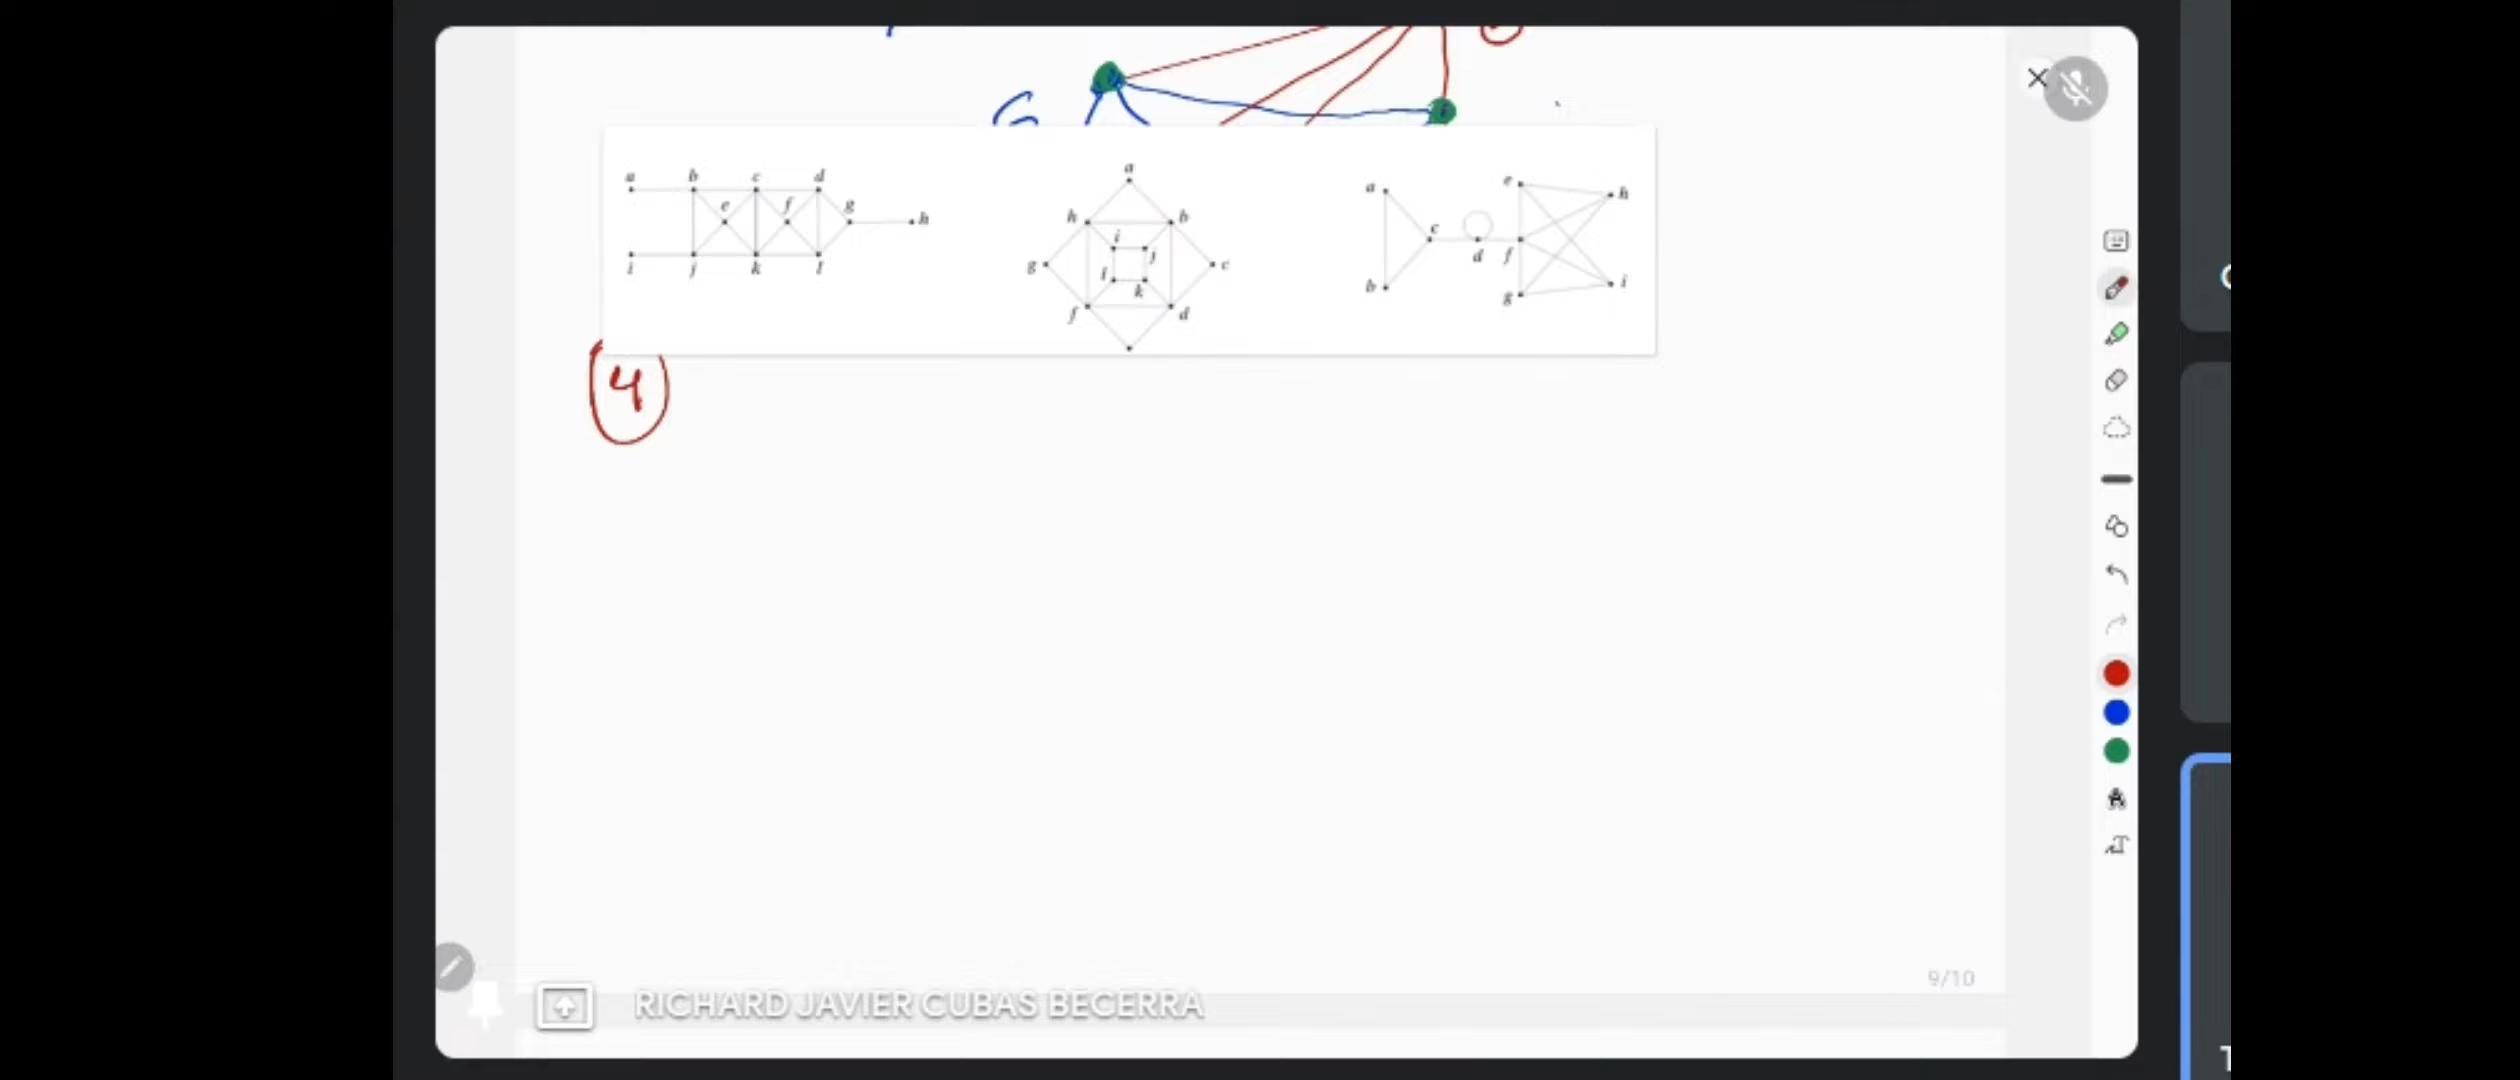 G
a b c d
e f g h
i j k l
a
h b
i j
g l k c
f d
a e h
c
d f
b g i
4
9/10
RICHARD JAVIER CUBAS BECERRA